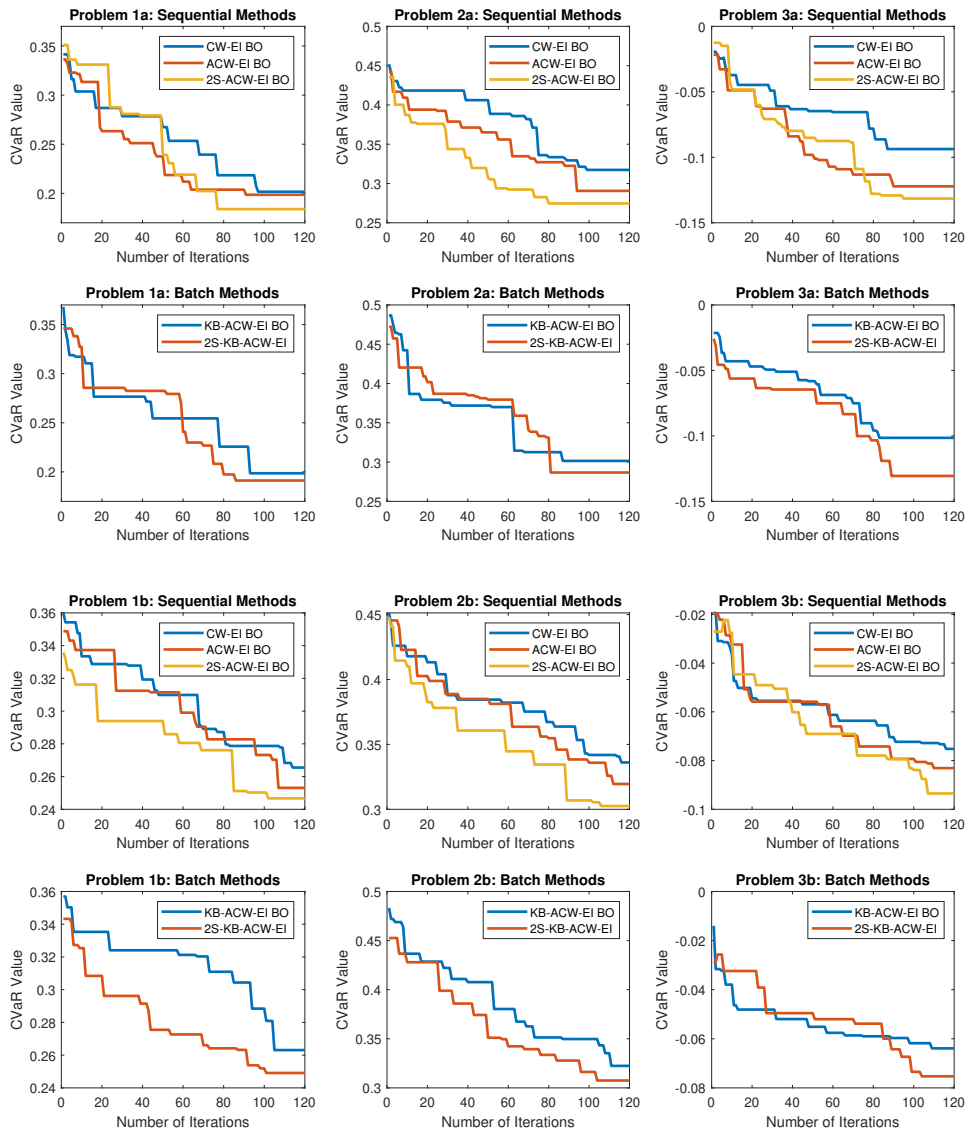 Problem 1a: Sequential Methods
CVaR Value
0.35
0.3
0.25
0.2
0 20 40 60 80 100 120
Number of Iterations
CW-EI BO
ACW-EI BO
2S-ACW-EI BO
Problem 2a: Sequential Methods
CVaR Value
0.5
0.45
0.4
0.35
0.3
0.25
0 20 40 60 80 100 120
Number of Iterations
CW-EI BO
ACW-EI BO
2S-ACW-EI BO
Problem 3a: Sequential Methods
CVaR Value
0
-0.05
-0.1
-0.15
0 20 40 60 80 100 120
Number of Iterations
CW-EI BO
ACW-EI BO
2S-ACW-EI BO
Problem 1a: Batch Methods
CVaR Value
0.35
0.3
0.25
0.2
0 20 40 60 80 100 120
Number of Iterations
KB-ACW-EI BO
2S-KB-ACW-EI
Problem 2a: Batch Methods
CVaR Value
0.5
0.45
0.4
0.35
0.3
0.25
0 20 40 60 80 100 120
Number of Iterations
KB-ACW-EI BO
2S-KB-ACW-EI
Problem 3a: Batch Methods
CVaR Value
0
-0.05
-0.1
-0.15
0 20 40 60 80 100 120
Number of Iterations
KB-ACW-EI BO
2S-KB-ACW-EI
Problem 1b: Sequential Methods
CVaR Value
0.36
0.34
0.32
0.3
0.28
0.26
0.24
0 20 40 60 80 100 120
Number of Iterations
CW-EI BO
ACW-EI BO
2S-ACW-EI BO
Problem 2b: Sequential Methods
CVaR Value
0.45
0.4
0.35
0.3
0 20 40 60 80 100 120
Number of Iterations
CW-EI BO
ACW-EI BO
2S-ACW-EI BO
Problem 3b: Sequential Methods
CVaR Value
-0.02
-0.04
-0.06
-0.08
-0.1
0 20 40 60 80 100 120
Number of Iterations
CW-EI BO
ACW-EI BO
2S-ACW-EI BO
Problem 1b: Batch Methods
CVaR Value
0.36
0.34
0.32
0.3
0.28
0.26
0.24
0 20 40 60 80 100 120
Number of Iterations
KB-ACW-EI BO
2S-KB-ACW-EI
Problem 2b: Batch Methods
CVaR Value
0.5
0.45
0.4
0.35
0.3
0 20 40 60 80 100 120
Number of Iterations
KB-ACW-EI BO
2S-KB-ACW-EI
Problem 3b: Batch Methods
CVaR Value
0
-0.02
-0.04
-0.06
-0.08
0 20 40 60 80 100 120
Number of Iterations
KB-ACW-EI BO
2S-KB-ACW-EI